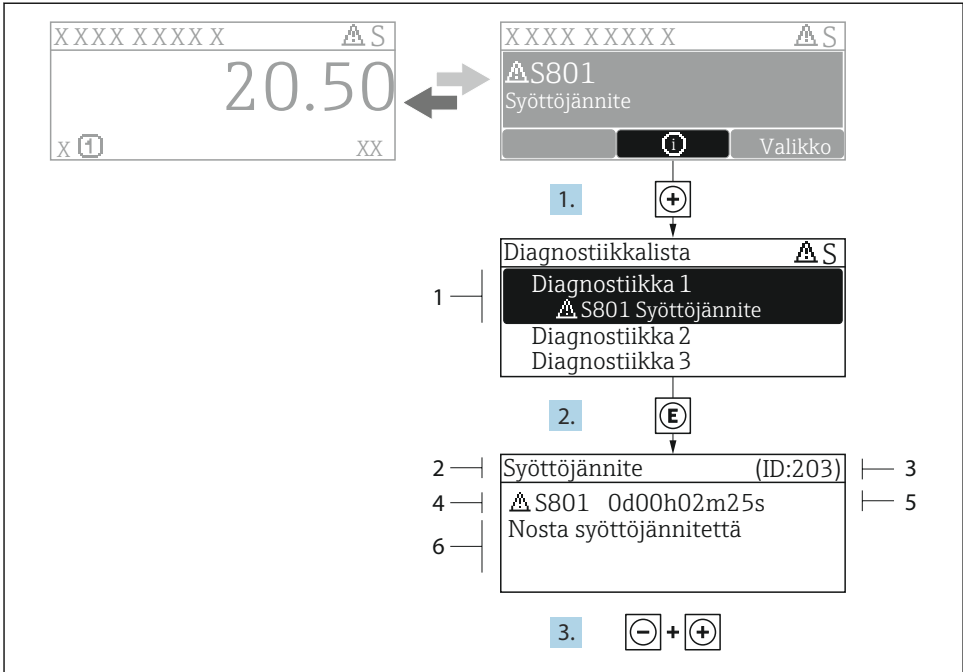 XXXX XXXX X ⚠ S
20.50
x ① XX
XXXX XXXX X ⚠ S
⚠S801
Syöttöjännite
ⓘ Valikko
1. +
Diagnostiikkalista ⚠ S
1
Diagnostiikka 1
⚠ S801 Syöttöjännite
Diagnostiikka 2
Diagnostiikka 3
2. E
2 Syöttöjännite (ID:203) 3
4 ⚠ S801 0d00h02m25s 5
6 Nosta syöttöjännitettä
3. − + +